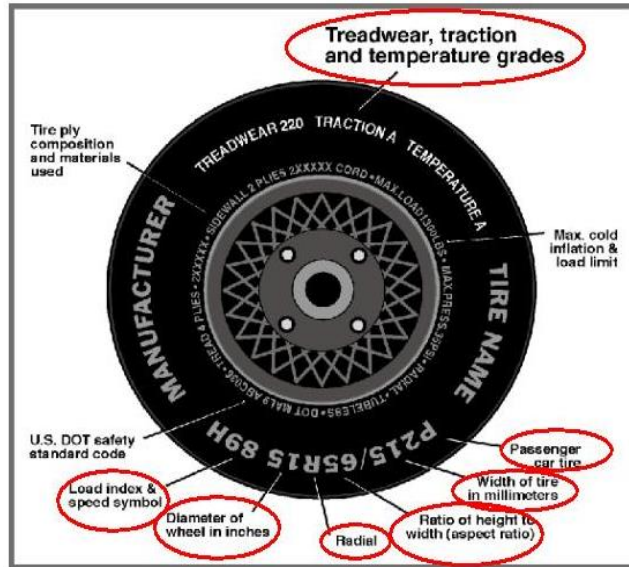 Treadwear, traction
and temperature grades
Tire ply
composition
and materials
used
TREADWEAR 220 TRACTION A TEMPERATURE A
TREAD 4 PLIES • 2XXXXX • SIDEWALL 2 PLIES 2XXXXX CORD • MAX. LOAD 1300LBS • MAX. PRESS. 35PSI • RADIAL • TUBELESS • DOT MAL9 ABC036 •
Max. cold
inflation &
load limit
MANUFACTURER
TIRE NAME
U.S. DOT safety
standard code
P215/65R15 89H
Passenger
car tire
Load index &
speed symbol
Width of tire
in millimeters
Diameter of
wheel in inches
Radial
Ratio of height to
width (aspect ratio)